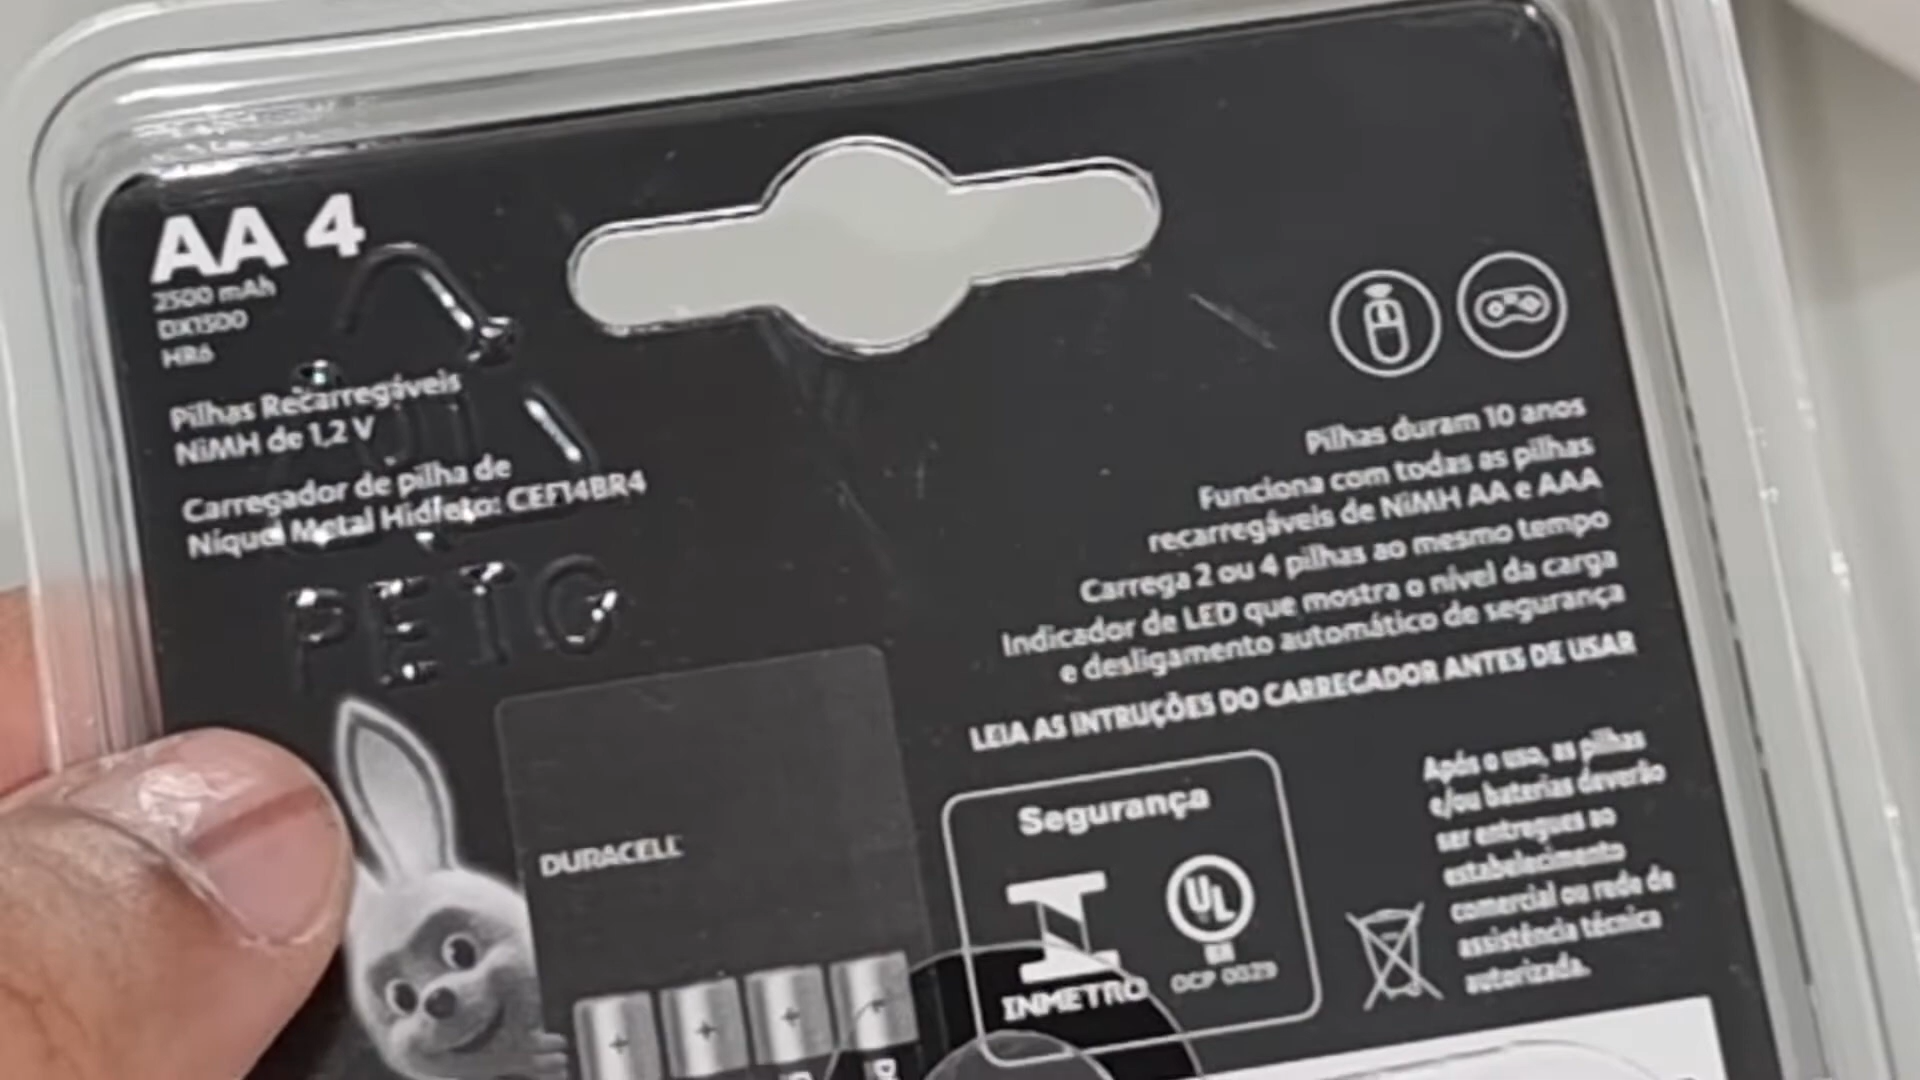 AA 4
2500 mAh
DX1500
HR6
Pilhas Recarregáveis
NiMH de 1,2 V
Carregador de pilha de
Níquel Metal Hidreto: CEF14BR4
PETG
Pilhas duram 10 anos
Funciona com todas as pilhas
recarregáveis de NiMH AA e AAA
Carrega 2 ou 4 pilhas ao mesmo tempo
Indicador de LED que mostra o nível da carga
e desligamento automático de segurança
LEIA AS INTRUÇÕES DO CARREGADOR ANTES DE USAR
DURACELL
Segurança
UL
BR
INMETRO
OCP 0029
Após o uso, as pilhas
e/ou baterias deverão
ser entregues ao
estabelecimento
comercial ou rede de
assistência técnica
autorizada.